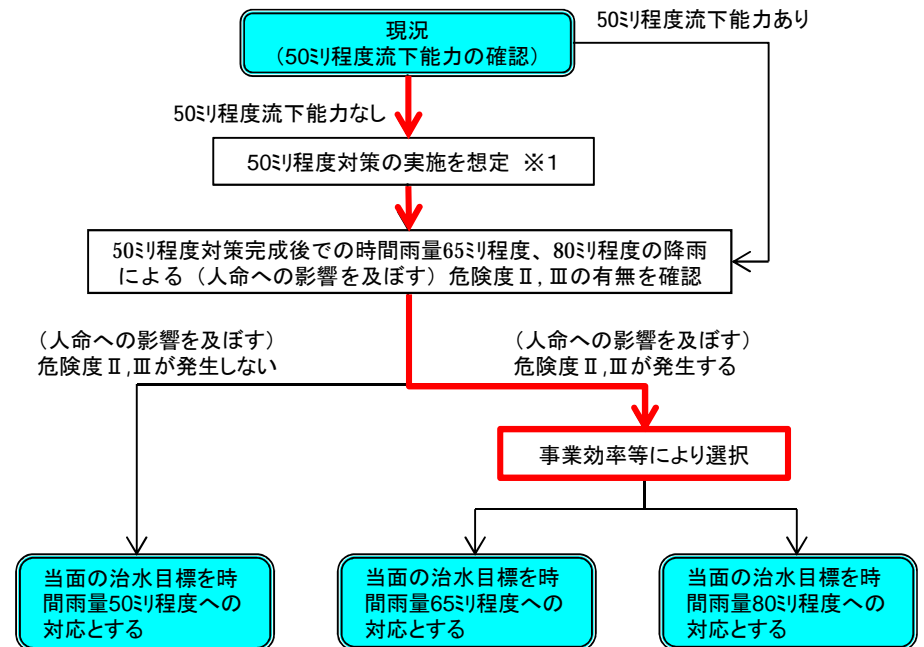 現況
(50ﾐﾘ程度流下能力の確認)
50ﾐﾘ程度流下能力あり
50ﾐﾘ程度流下能力なし
50ﾐﾘ程度対策の実施を想定 ※1
50ﾐﾘ程度対策完成後での時間雨量65ﾐﾘ程度、80ﾐﾘ程度の降雨
による（人命への影響を及ぼす）危険度Ⅱ,Ⅲの有無を確認
（人命への影響を及ぼす）
危険度Ⅱ,Ⅲが発生しない
（人命への影響を及ぼす）
危険度Ⅱ,Ⅲが発生する
事業効率等により選択
当面の治水目標を時
間雨量50ﾐﾘ程度への
対応とする
当面の治水目標を時
間雨量65ﾐﾘ程度への
対応とする
当面の治水目標を時
間雨量80ﾐﾘ程度への
対応とする